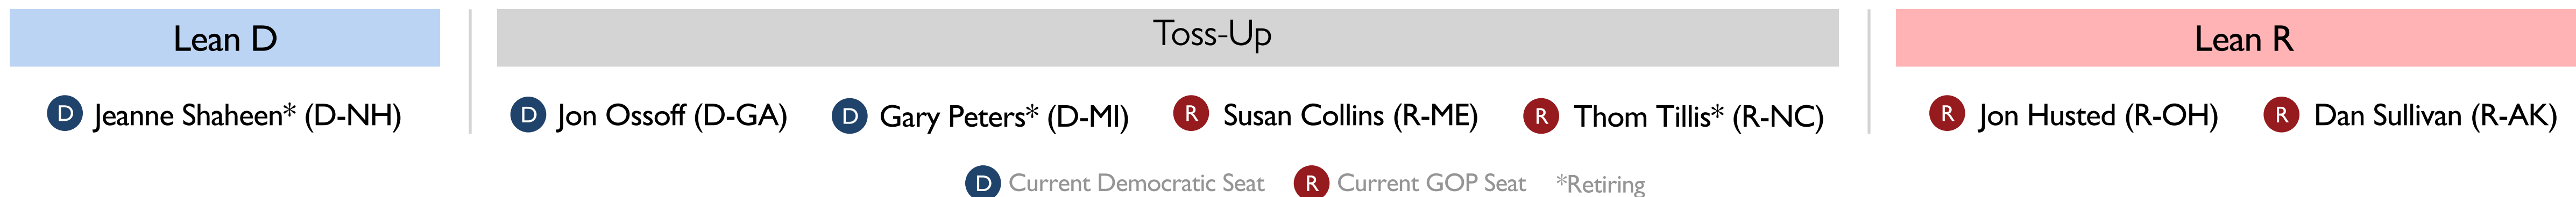 Lean D Toss-Up Lean R
D Jeanne Shaheen* (D-NH) D Jon Ossoff (D-GA) D Gary Peters* (D-MI) R Susan Collins (R-ME) R Thom Tillis* (R-NC) R Jon Husted (R-OH) R Dan Sullivan (R-AK)
D Current Democratic Seat R Current GOP Seat *Retiring